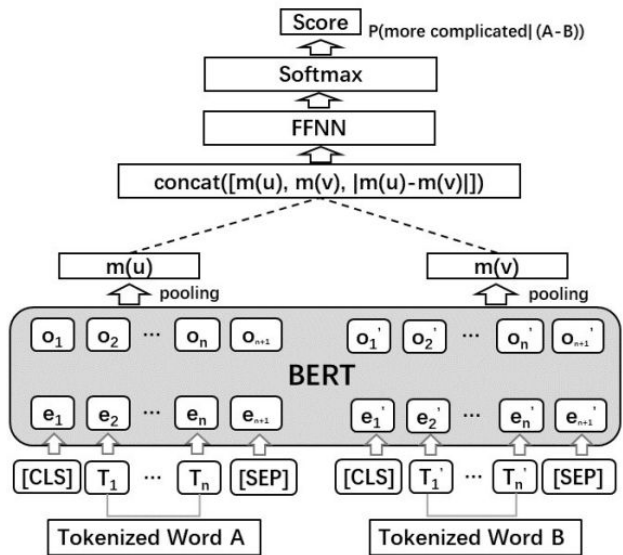 Score P(more complicated|(A-B))
Softmax
FFNN
concat([m(u), m(v), |m(u)-m(v)|])
m(u) m(v)
pooling pooling
o₁ o₂ ... oₙ oₙ₊₁ o₁' o₂' ... oₙ' oₙ₊₁'
BERT
e₁ e₂ ... eₙ eₙ₊₁ e₁' e₂' ... eₙ' eₙ₊₁'
[CLS] T₁ ... Tₙ [SEP] [CLS] T₁' ... Tₙ' [SEP]
Tokenized Word A Tokenized Word B